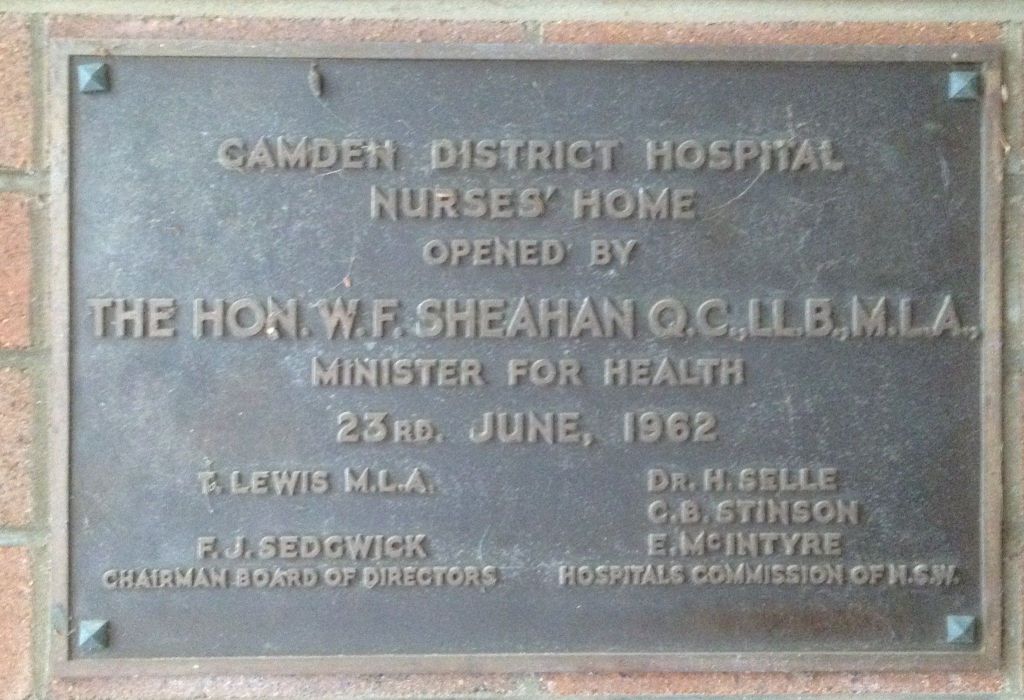 CAMDEN DISTRICT HOSPITAL
NURSES' HOME
OPENED BY
THE HON. W.F. SHEAHAN Q.C., LL.B., M.L.A.,
MINISTER FOR HEALTH
23RD. JUNE, 1962
T. LEWIS M.L.A.
F.J. SEDGWICK
CHAIRMAN BOARD OF DIRECTORS
DR. H. SELLE
C.B. STINSON
E. McINTYRE
HOSPITALS COMMISSION OF N.S.W.